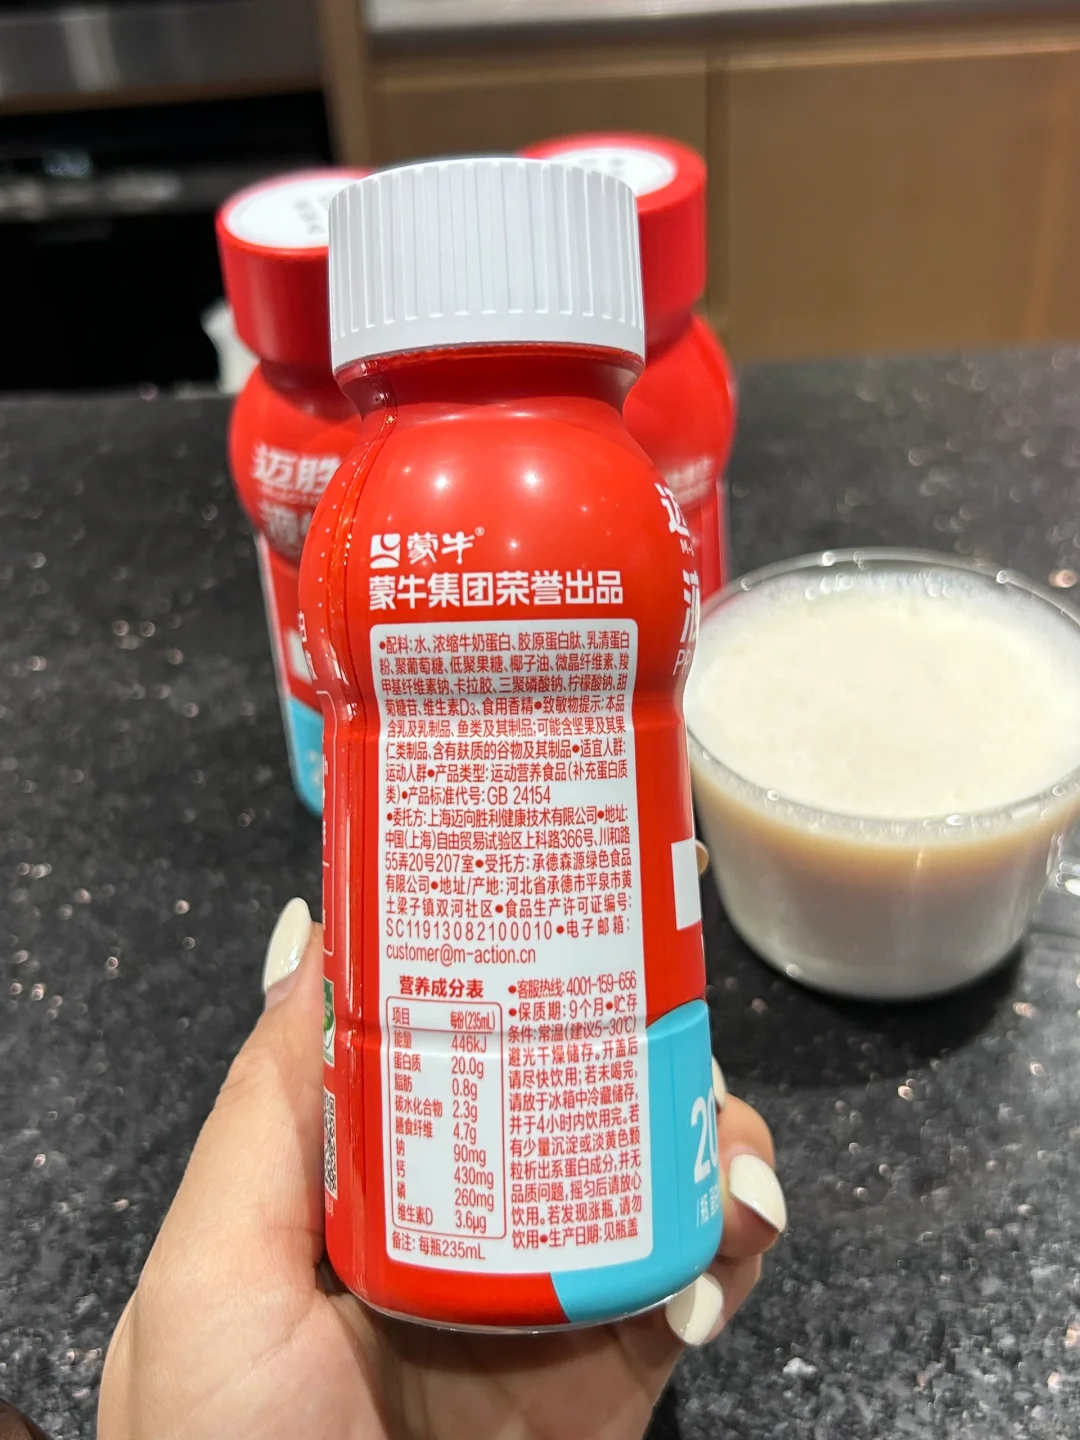 迈胜
蒙牛®
蒙牛集团荣誉出品
迈
液
•配料:水、浓缩牛奶蛋白、胶原蛋白肽、乳清蛋白
粉、聚葡萄糖、低聚果糖、椰子油、微晶纤维素、羧
甲基纤维素钠、卡拉胶、三聚磷酸钠、柠檬酸钠、甜
菊糖苷、维生素D3、食用香精•致敏物提示:本品
含乳及乳制品、鱼类及其制品;可能含坚果及其果
仁类制品、含有麸质的谷物及其制品•适宜人群:
运动人群•产品类型:运动营养食品(补充蛋白质
类)•产品标准代号:GB 24154
•委托方:上海迈向胜利健康技术有限公司•地址:
中国(上海)自由贸易试验区上科路366号、川和路
55弄20号207室•受托方:承德森源绿色食品
有限公司•地址/产地:河北省承德市平泉市黄
土梁子镇双河社区•食品生产许可证编号:
SC11913082100010•电子邮箱:
customer@m-action.cn
营养成分表
项目 每份(235mL)
能量 446kJ
蛋白质 20.0g
脂肪 0.8g
碳水化合物 2.3g
膳食纤维 4.7g
钠 90mg
钙 430mg
磷 260mg
维生素D 3.6μg
备注:每瓶235mL
•客服热线:4001-159-656
•保质期:9个月•贮存
条件:常温(建议5-30℃)
避光干燥储存。开盖后
请尽快饮用;若未喝完,
请放于冰箱中冷藏储存,
并于4小时内饮用完。若
有少量沉淀或淡黄色颗
粒析出系蛋白成分,并无
品质问题,摇匀后请放心
饮用。若发现涨瓶,请勿
饮用•生产日期:见瓶盖
20